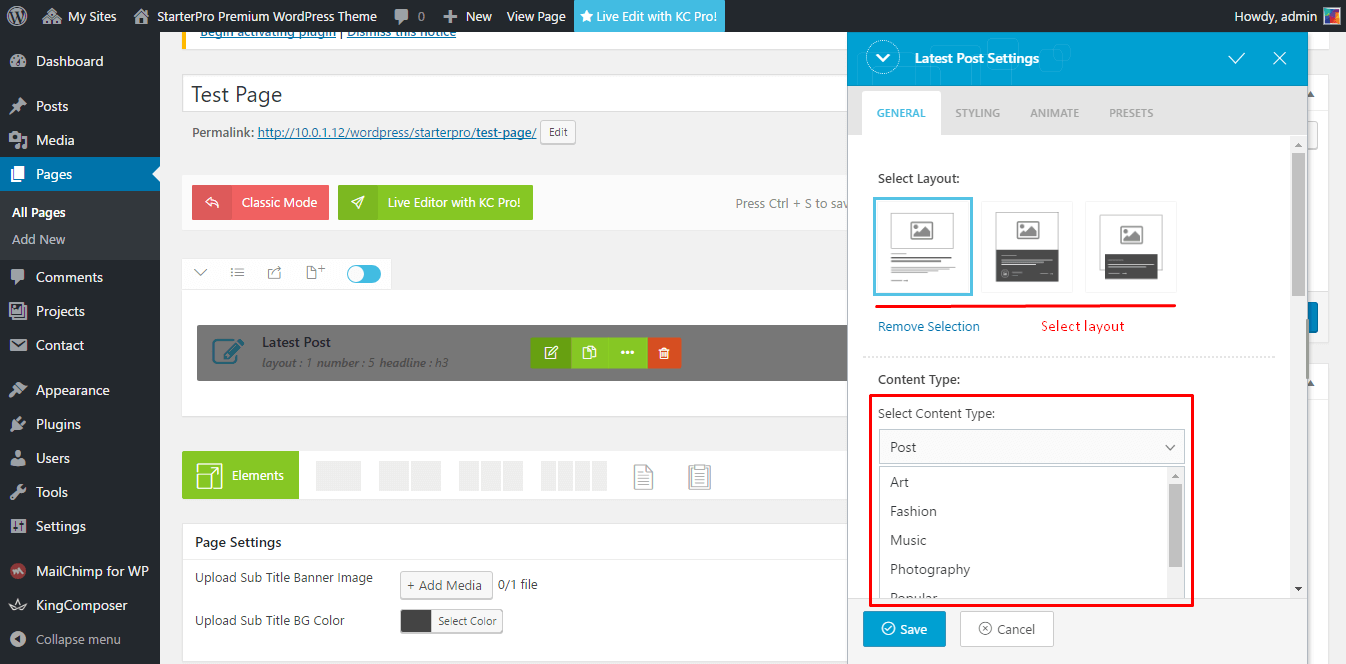 My Sites
StarterPro Premium WordPress Theme
0
New
View Page
Live Edit with KC Pro!
Howdy, admin
Dashboard
Posts
Media
Pages
All Pages
Add New
Comments
Projects
Contact
Appearance
Plugins
Users
Tools
Settings
MailChimp for WP
KingComposer
Collapse menu
Begin activating plugin | Dismiss this notice
Test Page
Permalink: http://10.0.1.12/wordpress/starterpro/test-page/ Edit
Classic Mode
Live Editor with KC Pro!
Press Ctrl + S to sav
Latest Post
layout : 1 number : 5 headline : h3
Elements
Page Settings
Upload Sub Title Banner Image
+ Add Media 0/1 file
Upload Sub Title BG Color
Select Color
Latest Post Settings
GENERAL
STYLING
ANIMATE
PRESETS
Select Layout:
Remove Selection
Select layout
Content Type:
Select Content Type:
Post
Art
Fashion
Music
Photography
Popular
Save
Cancel